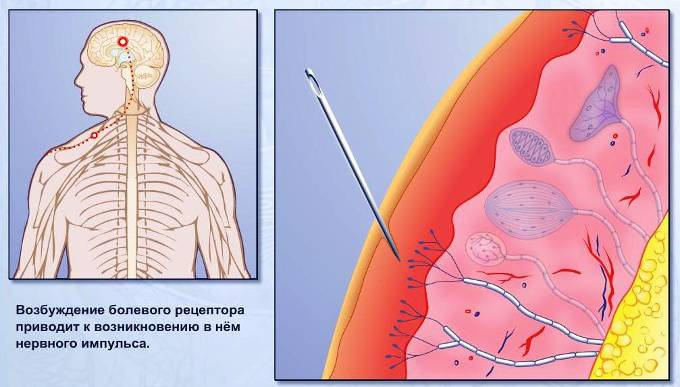 Возбуждение болевого рецептора
приводит к возникновению в нём
нервного импульса.